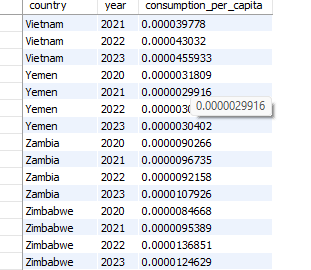 country year consumption_per_capita
Vietnam 2021 0.000039778
Vietnam 2022 0.000043032
Vietnam 2023 0.0000455933
Yemen 2020 0.0000031809
Yemen 2021 0.0000029916
Yemen 2022 0.0000030
0.0000029916
Yemen 2023 0.0000030402
Zambia 2020 0.0000090266
Zambia 2021 0.0000096735
Zambia 2022 0.0000092158
Zambia 2023 0.0000107926
Zimbabwe 2020 0.0000084668
Zimbabwe 2021 0.0000095389
Zimbabwe 2022 0.0000136851
Zimbabwe 2023 0.0000124629